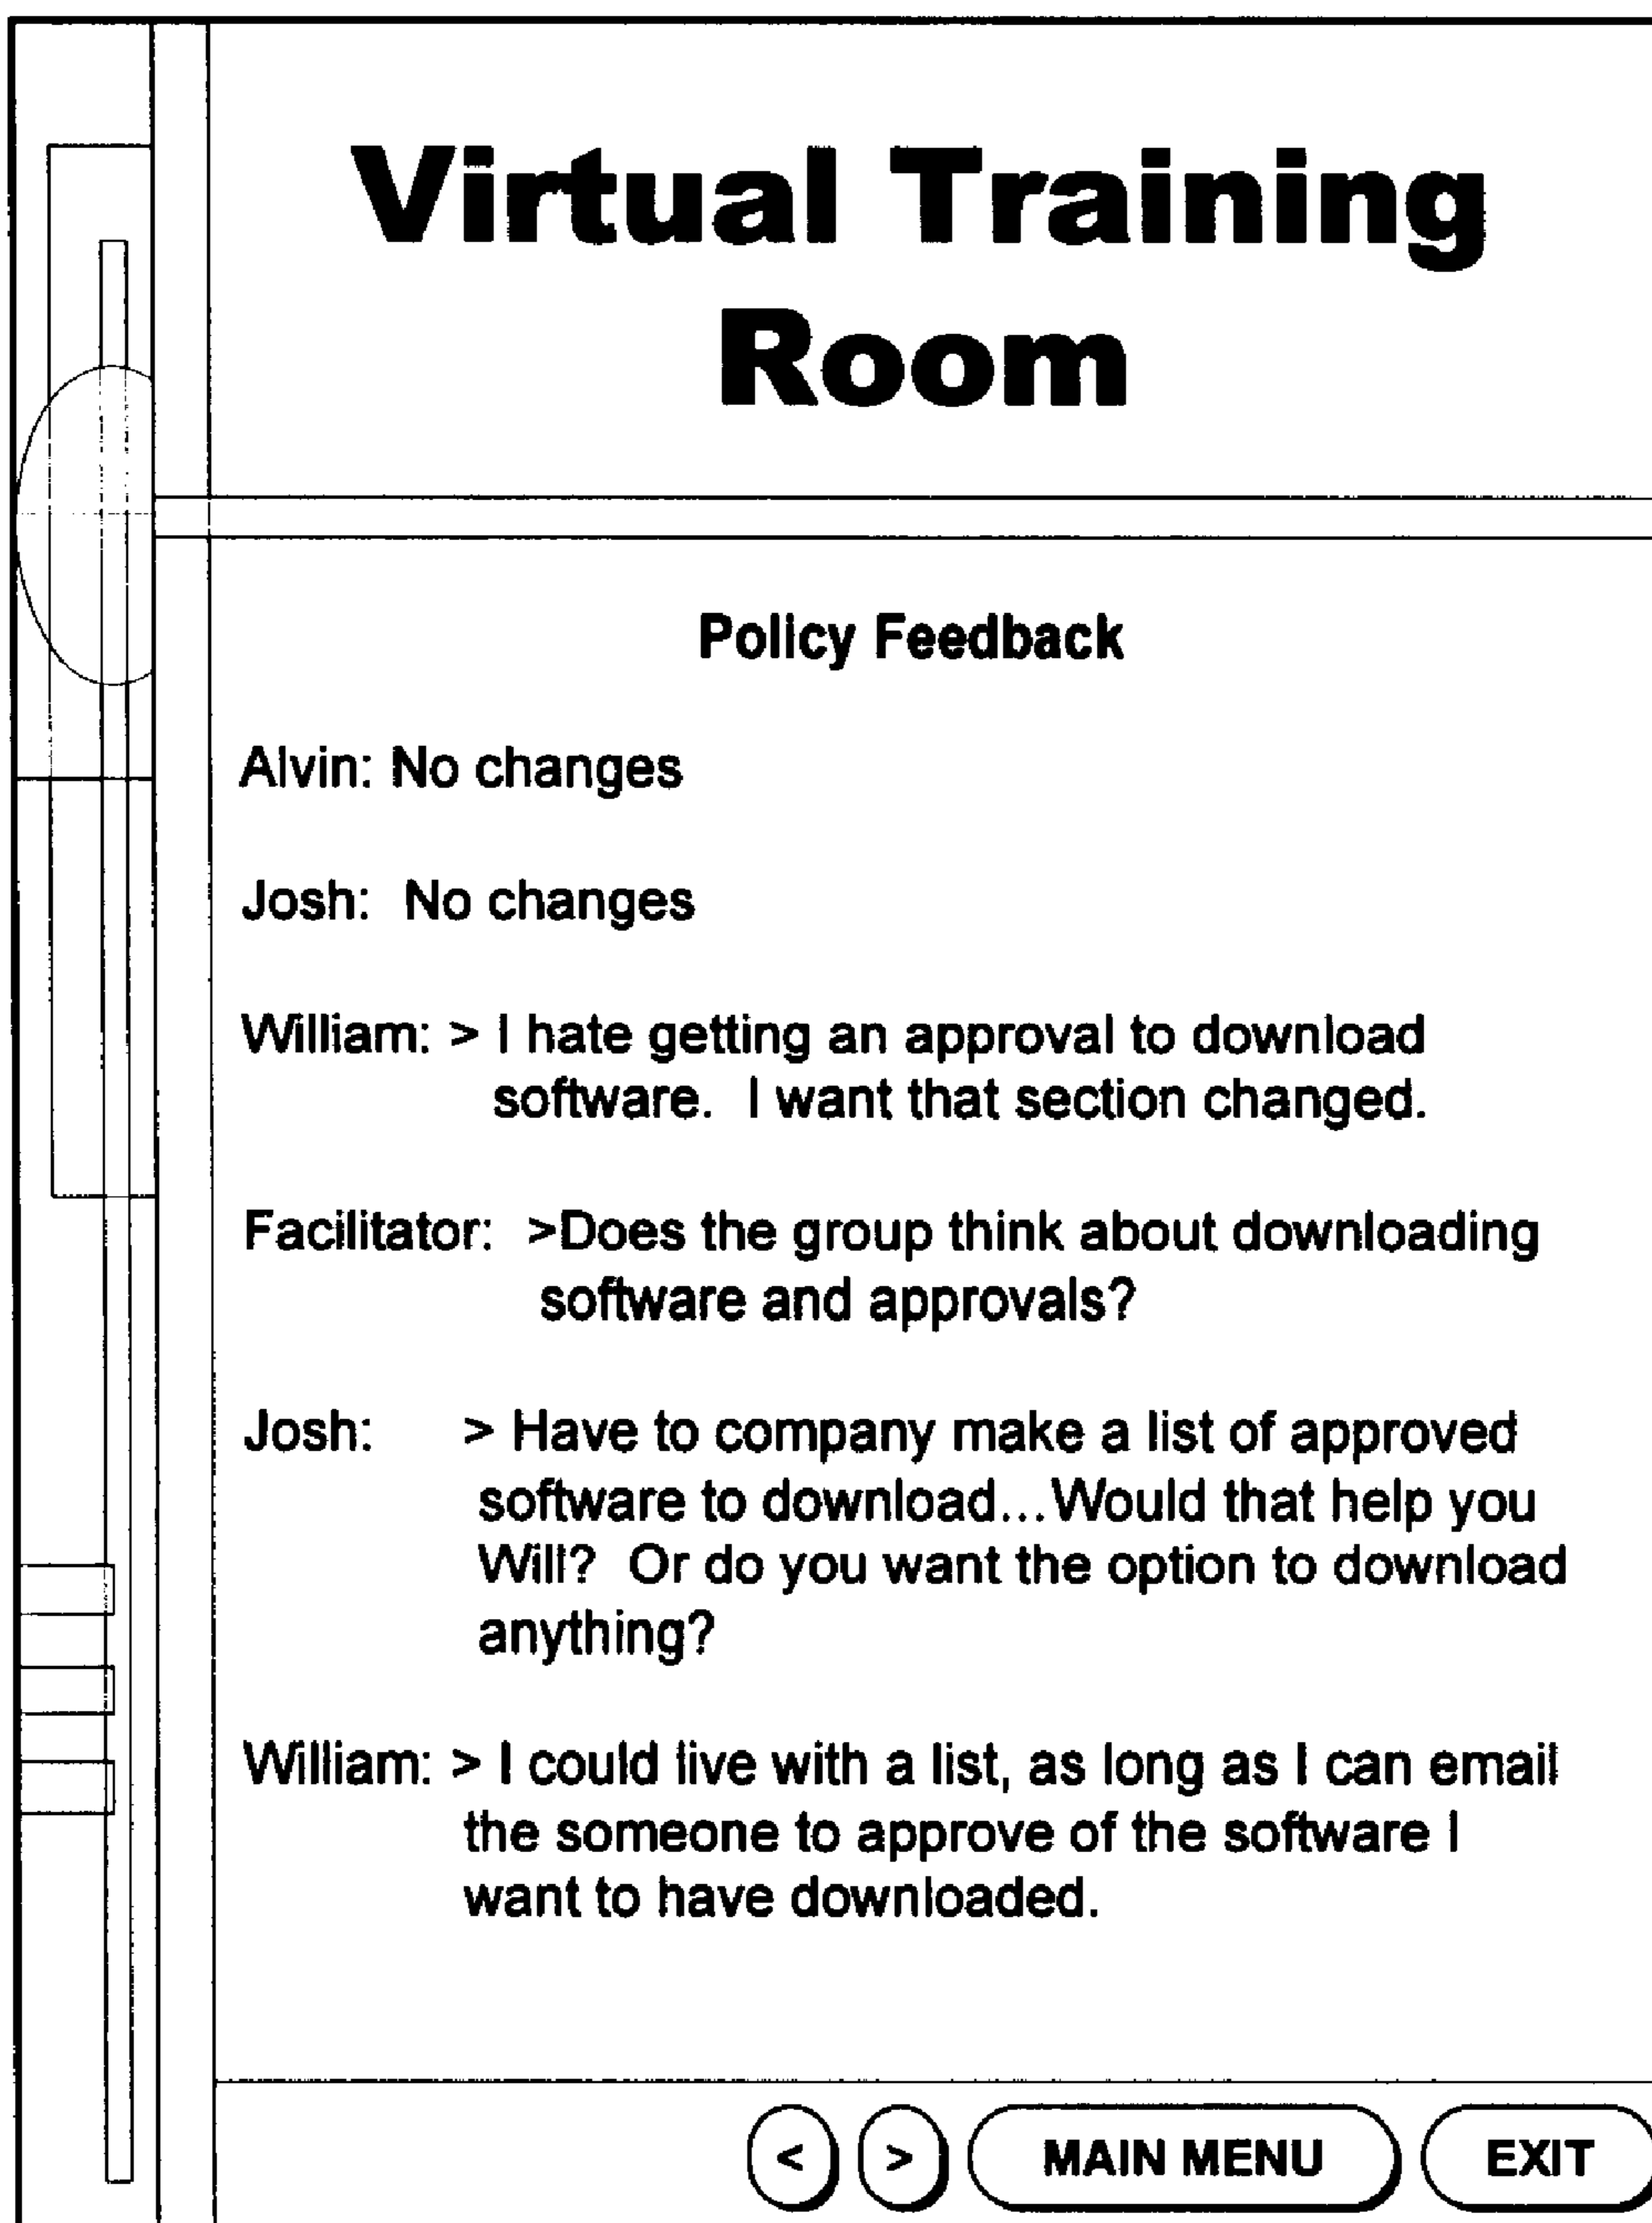 Virtual Training
Room
Policy Feedback
Alvin: No changes
Josh: No changes
William: > I hate getting an approval to download
software. I want that section changed.
Facilitator: >Does the group think about downloading
software and approvals?
Josh: > Have to company make a list of approved
software to download...Would that help you
Will? Or do you want the option to download
anything?
William: > I could live with a list, as long as I can email
the someone to approve of the software I
want to have downloaded.
< > MAIN MENU EXIT